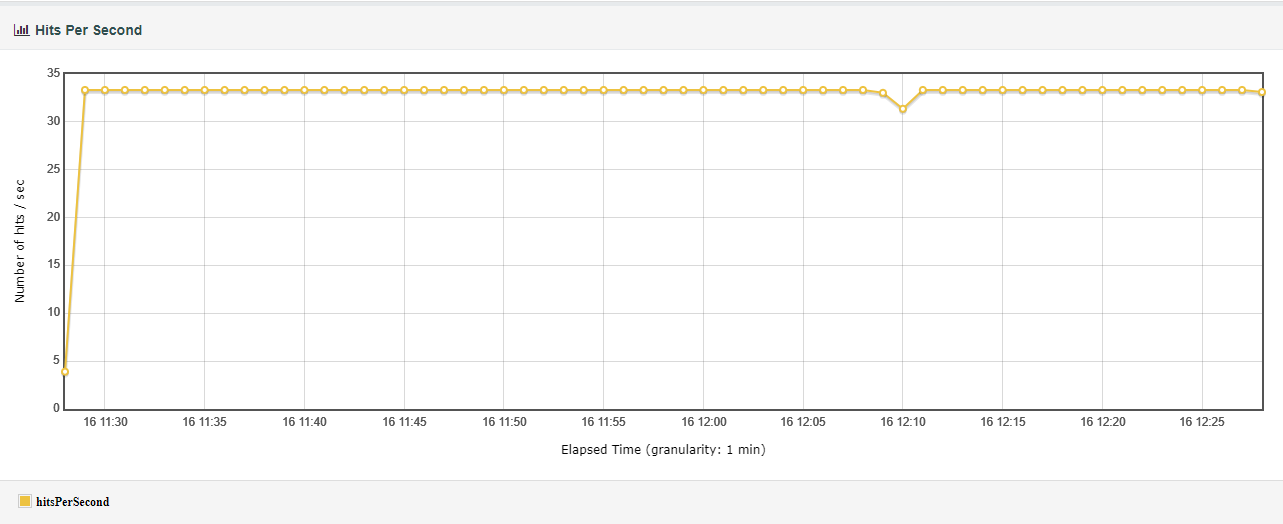 Hits Per Second
35
30
25
20
15
10
5
0
Number of hits / sec
16 11:30 16 11:35 16 11:40 16 11:45 16 11:50 16 11:55 16 12:00 16 12:05 16 12:10 16 12:15 16 12:20 16 12:25
Elapsed Time (granularity: 1 min)
hitsPerSecond